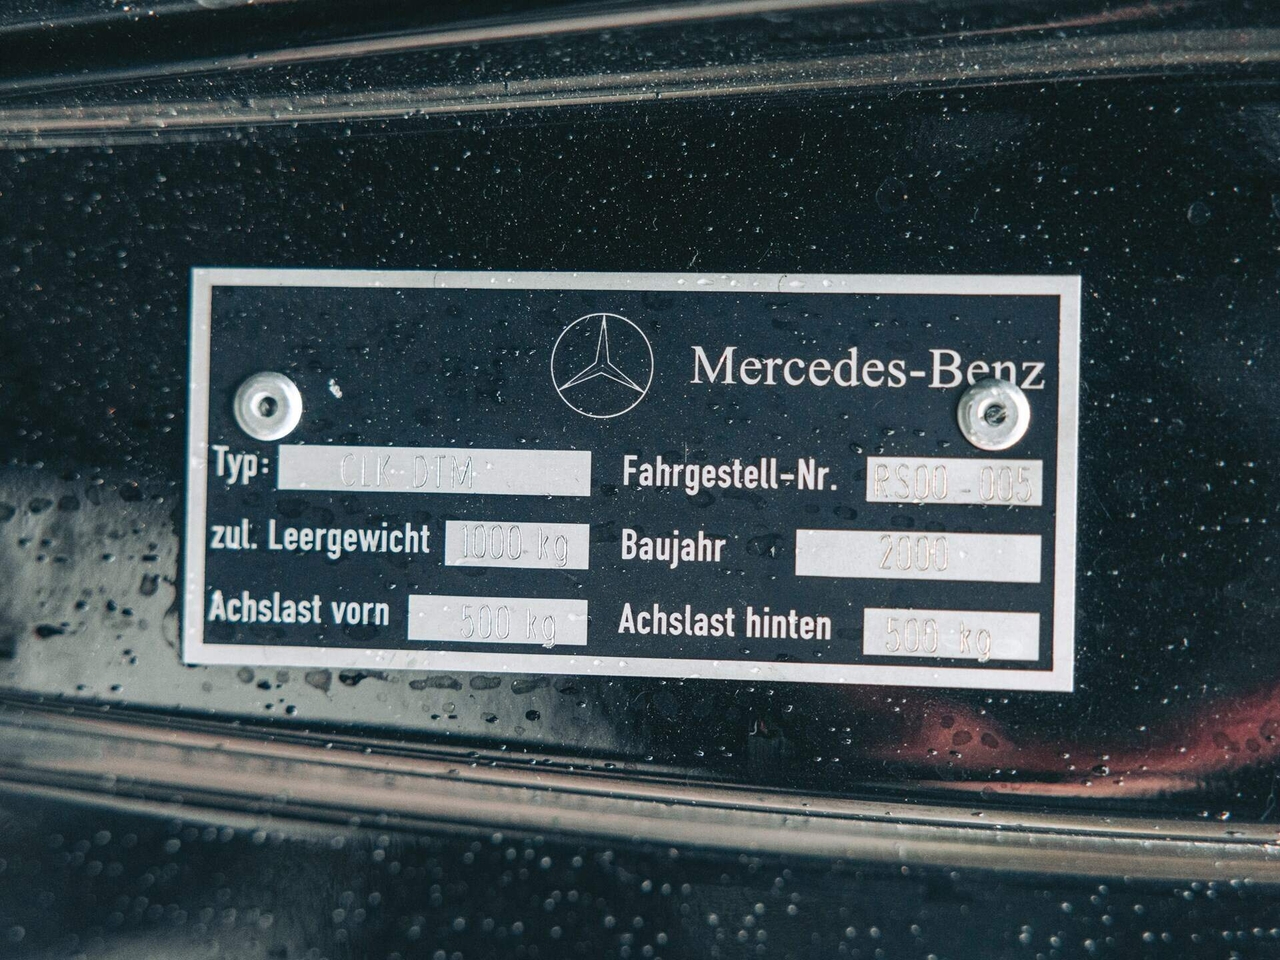 Mercedes-Benz
Typ: CLK-DTM Fahrgestell-Nr. RS00-005
zul. Leergewicht 1000 kg Baujahr 2000
Achslast vorn 500 kg Achslast hinten 500 kg